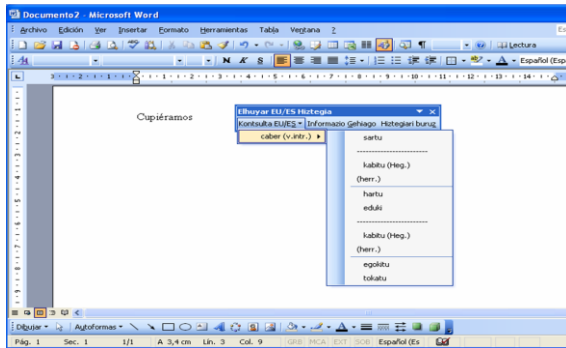 Documento2 - Microsoft Word
Archivo Edición Ver Insertar Formato Herramientas Tabla Ventana ?
Lectura
N K S Español (Esp
Cupiéramos
Elhuyar EU/ES Hiztegia
Kontsulta EU/ES Informazio Gehiago Hiztegiari buruz
caber (v.intr.)
sartu
------------------------
kabitu (Heg.)
(herr.)
hartu
eduki
------------------------
kabitu (Heg.)
(herr.)
egokitu
tokatu
Dibujar Autoformas
Pág. 1 Sec. 1 1/1 A 3,4 cm Lín. 3 Col. 9 GRB MCA EXT SOB Español (Es